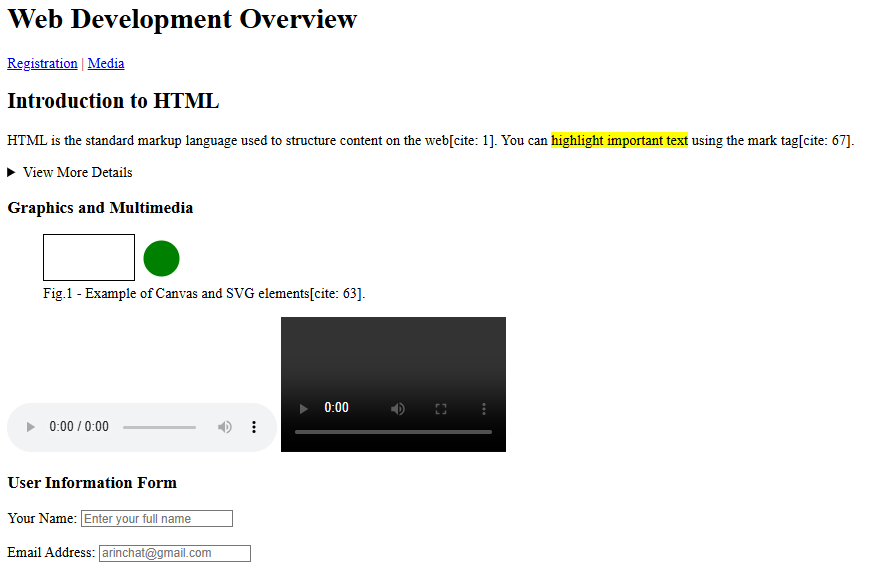 Web Development Overview
Registration | Media
Introduction to HTML
HTML is the standard markup language used to structure content on the web[cite: 1]. You can highlight important text using the mark tag[cite: 67].
View More Details
Graphics and Multimedia
Fig.1 - Example of Canvas and SVG elements[cite: 63].
0:00
0:00 / 0:00
User Information Form
Your Name: Enter your full name
Email Address: arinchat@gmail.com